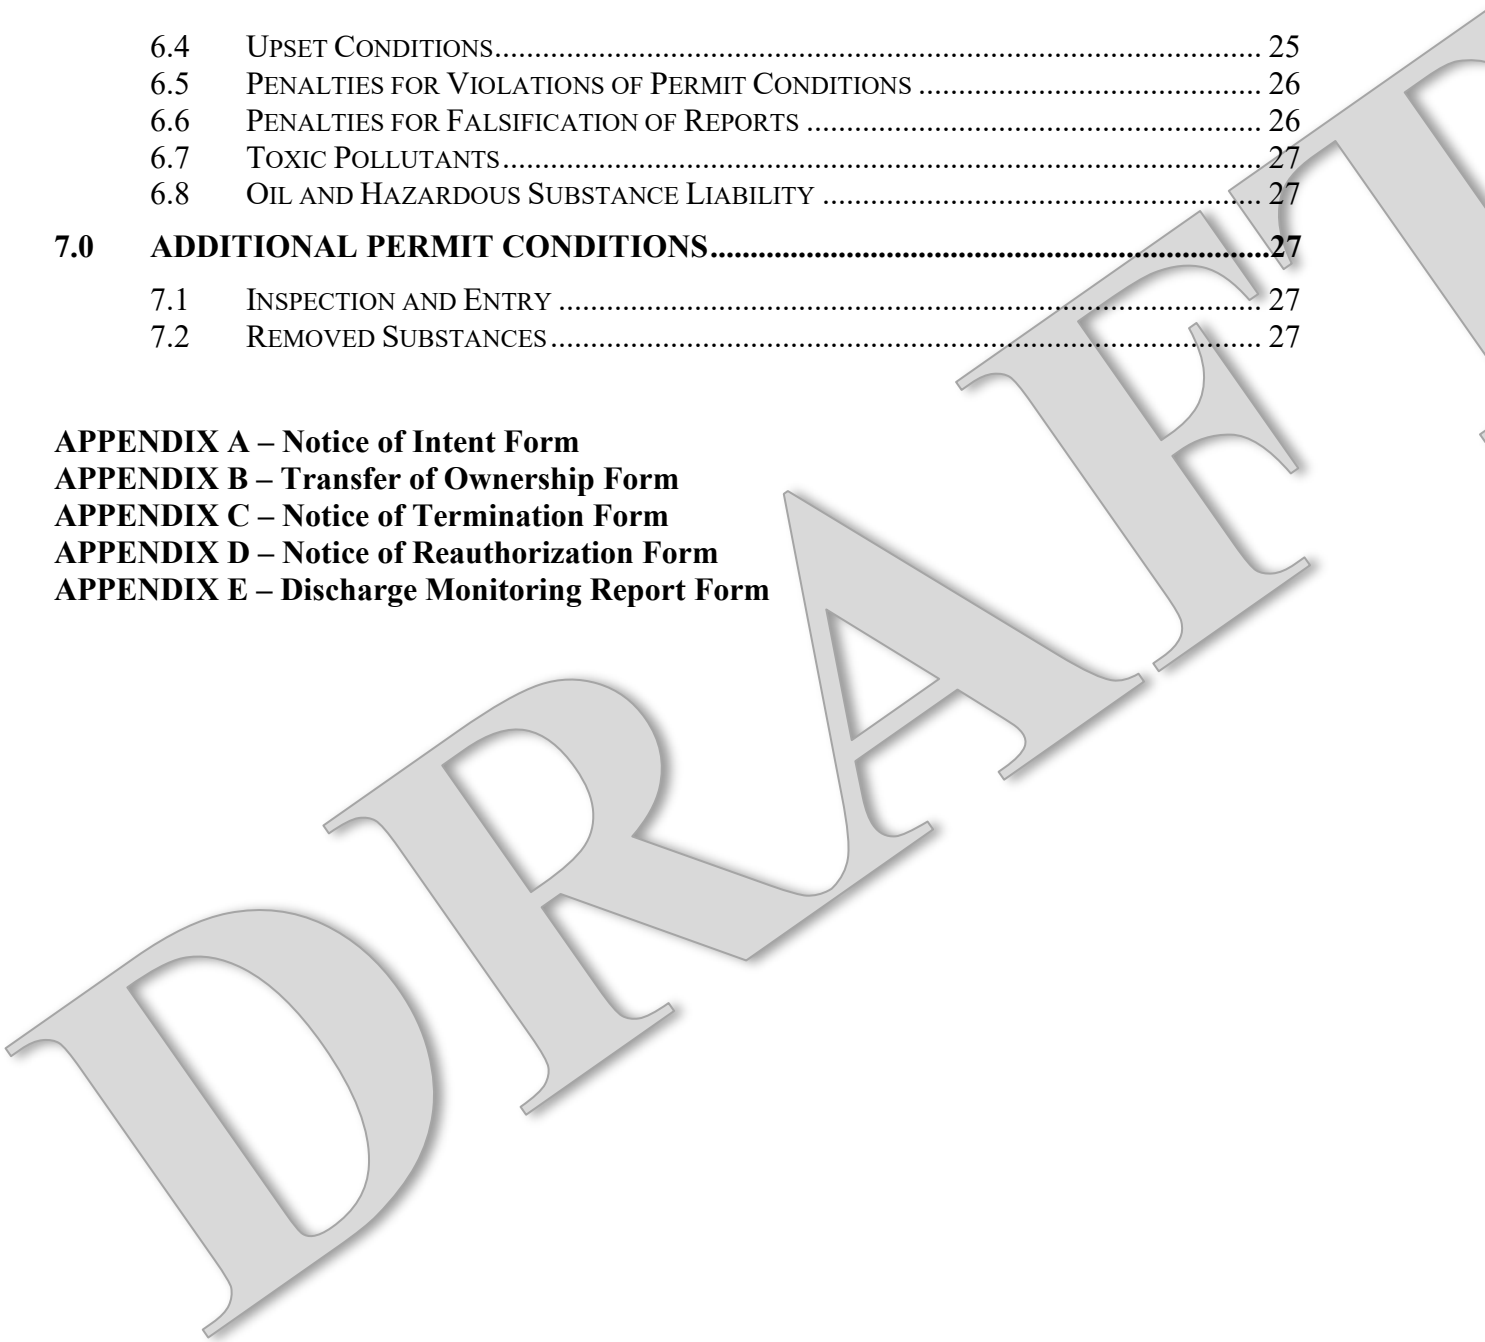 6.4 Upset Conditions........................................................................................ 25
6.5 Penalties for Violations of Permit Conditions ........................................ 26
6.6 Penalties for Falsification of Reports .................................................... 26
6.7 Toxic Pollutants........................................................................................ 27
6.8 Oil and Hazardous Substance Liability .................................................. 27
7.0 ADDITIONAL PERMIT CONDITIONS......................................................................27
7.1 Inspection and Entry ................................................................................ 27
7.2 Removed Substances................................................................................. 27
APPENDIX A – Notice of Intent Form
APPENDIX B – Transfer of Ownership Form
APPENDIX C – Notice of Termination Form
APPENDIX D – Notice of Reauthorization Form
APPENDIX E – Discharge Monitoring Report Form
DRAFT